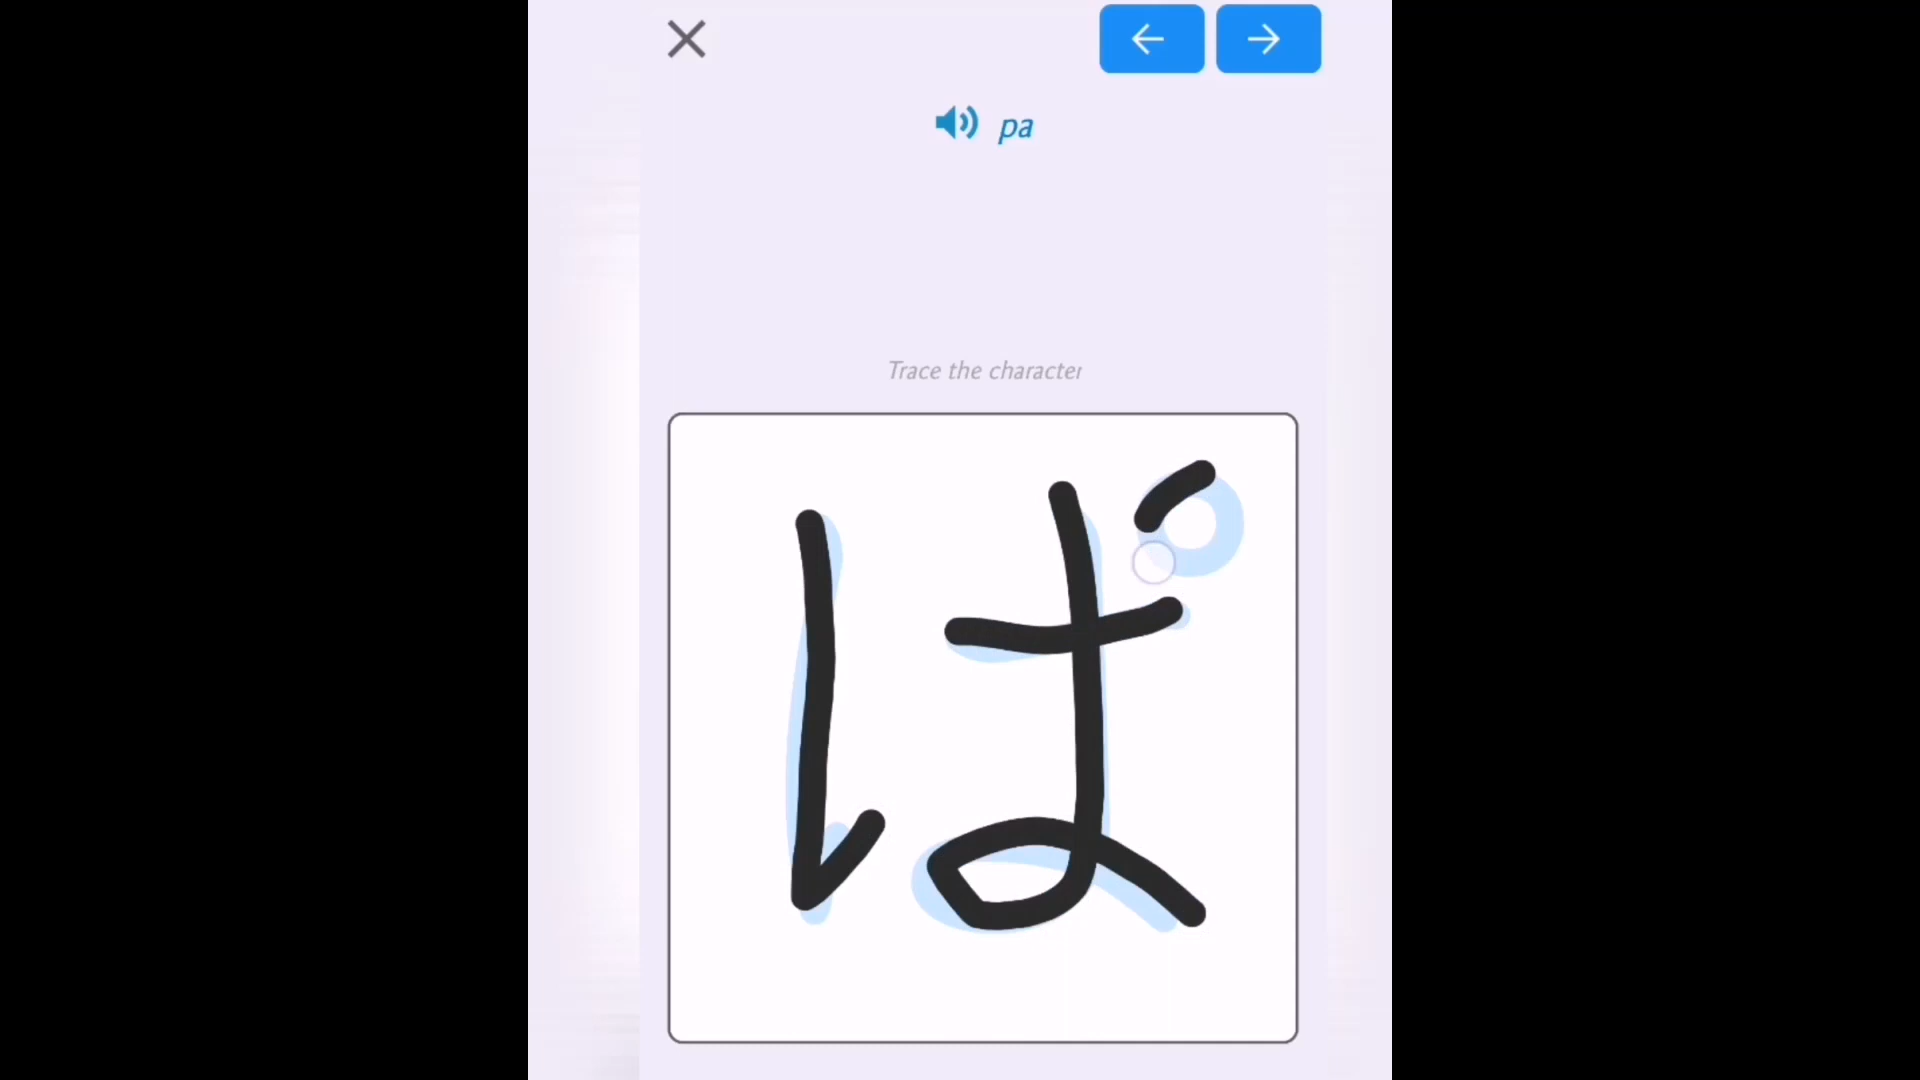 pa
Trace the character
ぱ